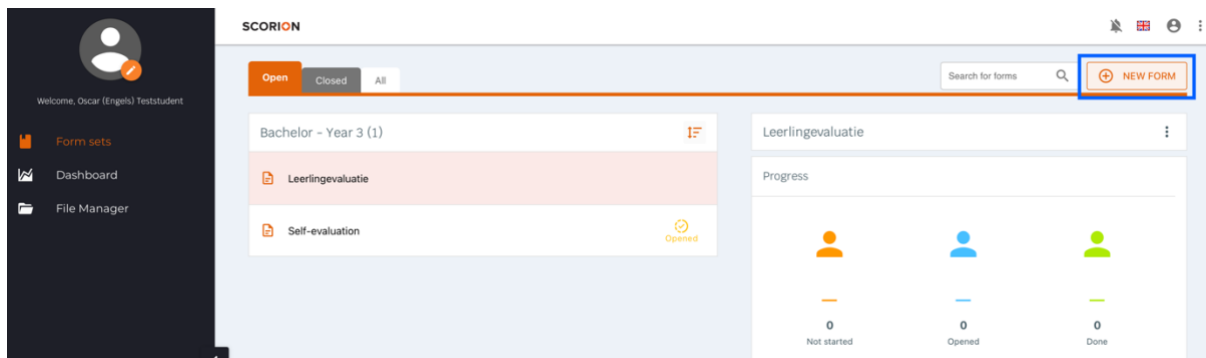 SCORION
Welcome, Oscar (Engels) Teststudent
Form sets
Dashboard
File Manager
Open
Closed
All
Search for forms
NEW FORM
Bachelor - Year 3 (1)
Leerlingevaluatie
Self-evaluation
Opened
Leerlingevaluatie
Progress
0
Not started
0
Opened
0
Done